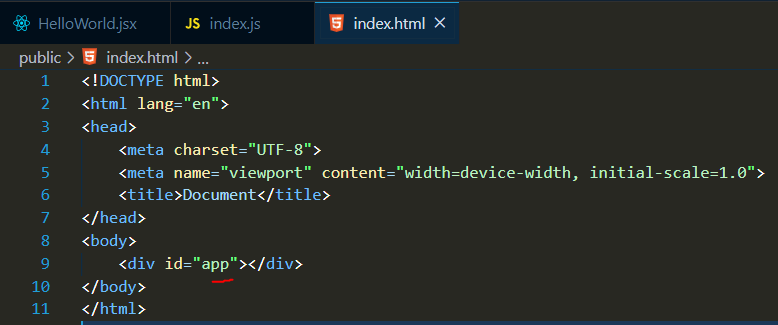 HelloWorld.jsx JS index.js index.html ×
public > index.html > ...
1 <!DOCTYPE html>
2 <html lang="en">
3 <head>
4     <meta charset="UTF-8">
5     <meta name="viewport" content="width=device-width, initial-scale=1.0">
6     <title>Document</title>
7 </head>
8 <body>
9     <div id="app"></div>
10 </body>
11 </html>